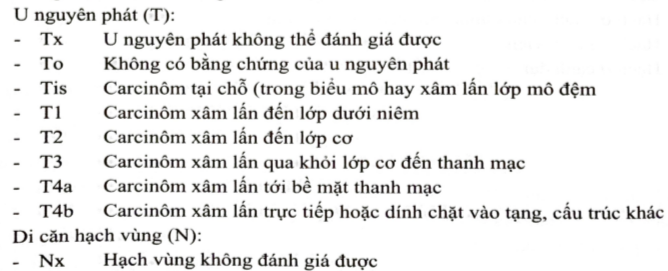 U nguyên phát (T):
- Tx U nguyên phát không thể đánh giá được
- To Không có bằng chứng của u nguyên phát
- Tis Carcinôm tại chỗ (trong biểu mô hay xâm lấn lớp mô đệm
- T1 Carcinôm xâm lấn đến lớp dưới niêm
- T2 Carcinôm xâm lấn đến lớp cơ
- T3 Carcinôm xâm lấn qua khỏi lớp cơ đến thanh mạc
- T4a Carcinôm xâm lấn tới bề mặt thanh mạc
- T4b Carcinôm xâm lấn trực tiếp hoặc dính chặt vào tạng, cấu trúc khác
Di căn hạch vùng (N):
- Nx Hạch vùng không đánh giá được